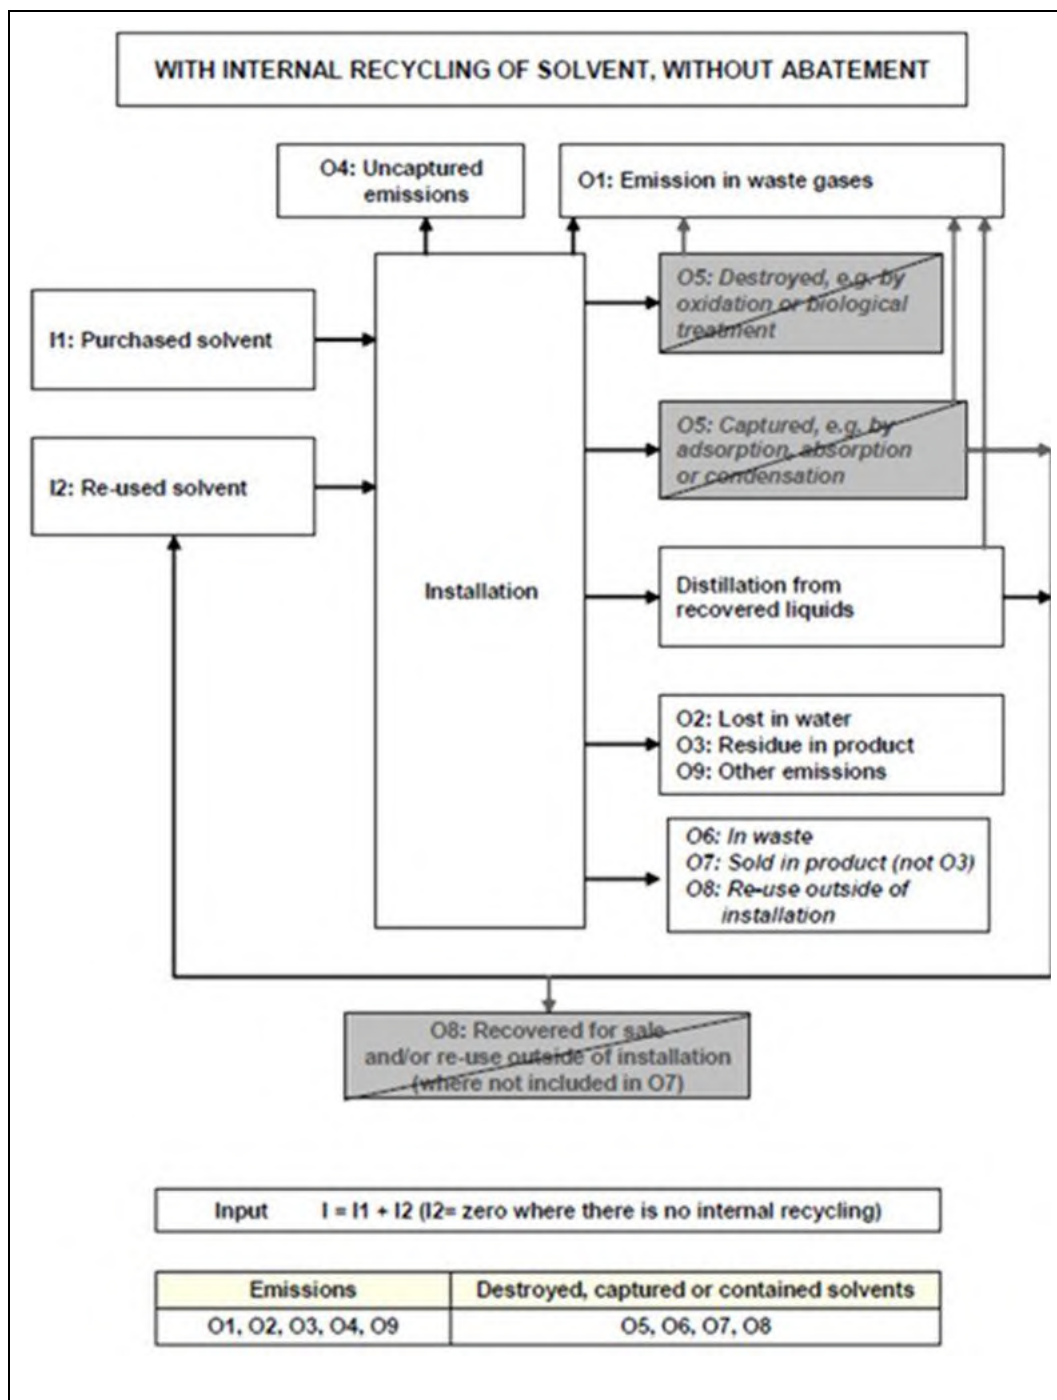 WITH INTERNAL RECYCLING OF SOLVENT, WITHOUT ABATEMENT
O4: Uncaptured
emissions
O1: Emission in waste gases
I1: Purchased solvent
I2: Re-used solvent
Installation
O5: Destroyed, e.g. by
oxidation or biological
treatment
O5: Captured, e.g. by
adsorption, absorption
or condensation
Distillation from
recovered liquids
O2: Lost in water
O3: Residue in product
O9: Other emissions
O6: In waste
O7: Sold in product (not O3)
O8: Re-use outside of
installation
O8: Recovered for sale
and/or re-use outside of installation
(where not included in O7)
Input I = I1 + I2 (I2= zero where there is no internal recycling)
Emissions Destroyed, captured or contained solvents
O1, O2, O3, O4, O9 O5, O6, O7, O8